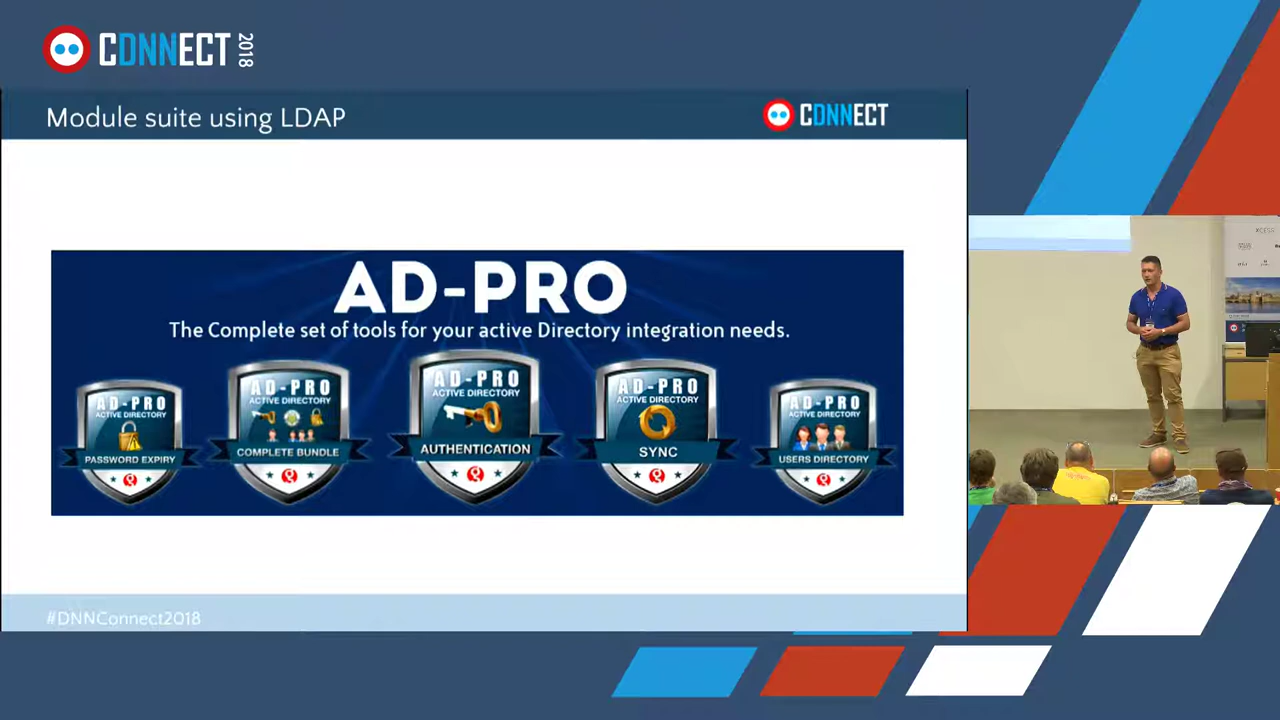 CDNNECT 2018
Module suite using LDAP
CDNNECT
AD-PRO
The Complete set of tools for your active Directory integration needs.
AD-PRO
ACTIVE DIRECTORY
PASSWORD EXPIRY
AD-PRO
ACTIVE DIRECTORY
COMPLETE BUNDLE
AD-PRO
ACTIVE DIRECTORY
AUTHENTICATION
AD-PRO
ACTIVE DIRECTORY
SYNC
AD-PRO
ACTIVE DIRECTORY
USERS DIRECTORY
#DNNConnect2018